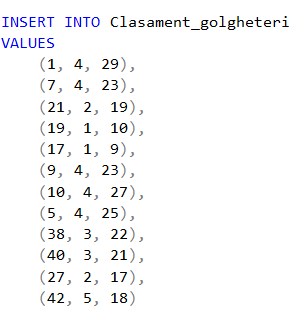 INSERT INTO Clasament_golgheteri
VALUES
(1, 4, 29),
(7, 4, 23),
(21, 2, 19),
(19, 1, 10),
(17, 1, 9),
(9, 4, 23),
(10, 4, 27),
(5, 4, 25),
(38, 3, 22),
(40, 3, 21),
(27, 2, 17),
(42, 5, 18)